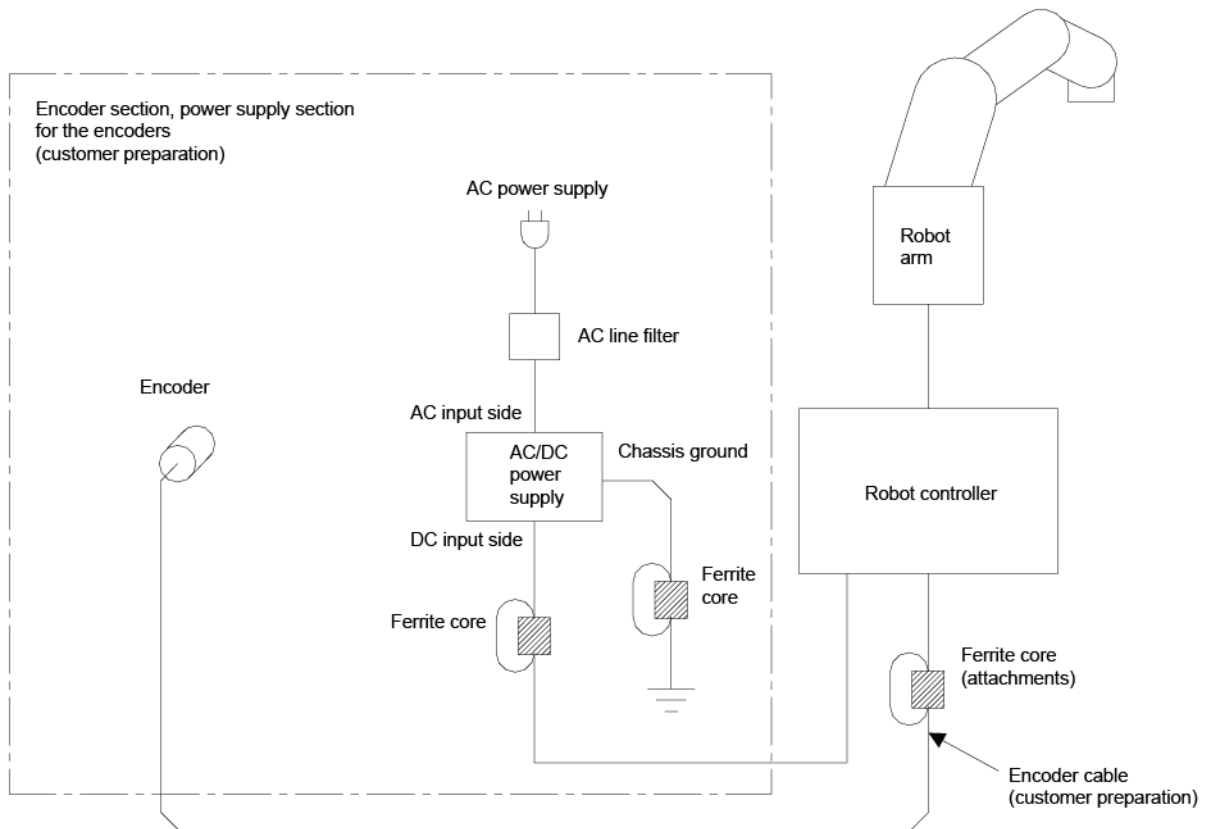 Encoder section, power supply section
for the encoders
(customer preparation)
AC power supply
AC line filter
Encoder
AC input side
AC/DC
power
supply
Chassis ground
DC input side
Ferrite core
Ferrite
core
Robot
arm
Robot controller
Ferrite core
(attachments)
Encoder cable
(customer preparation)